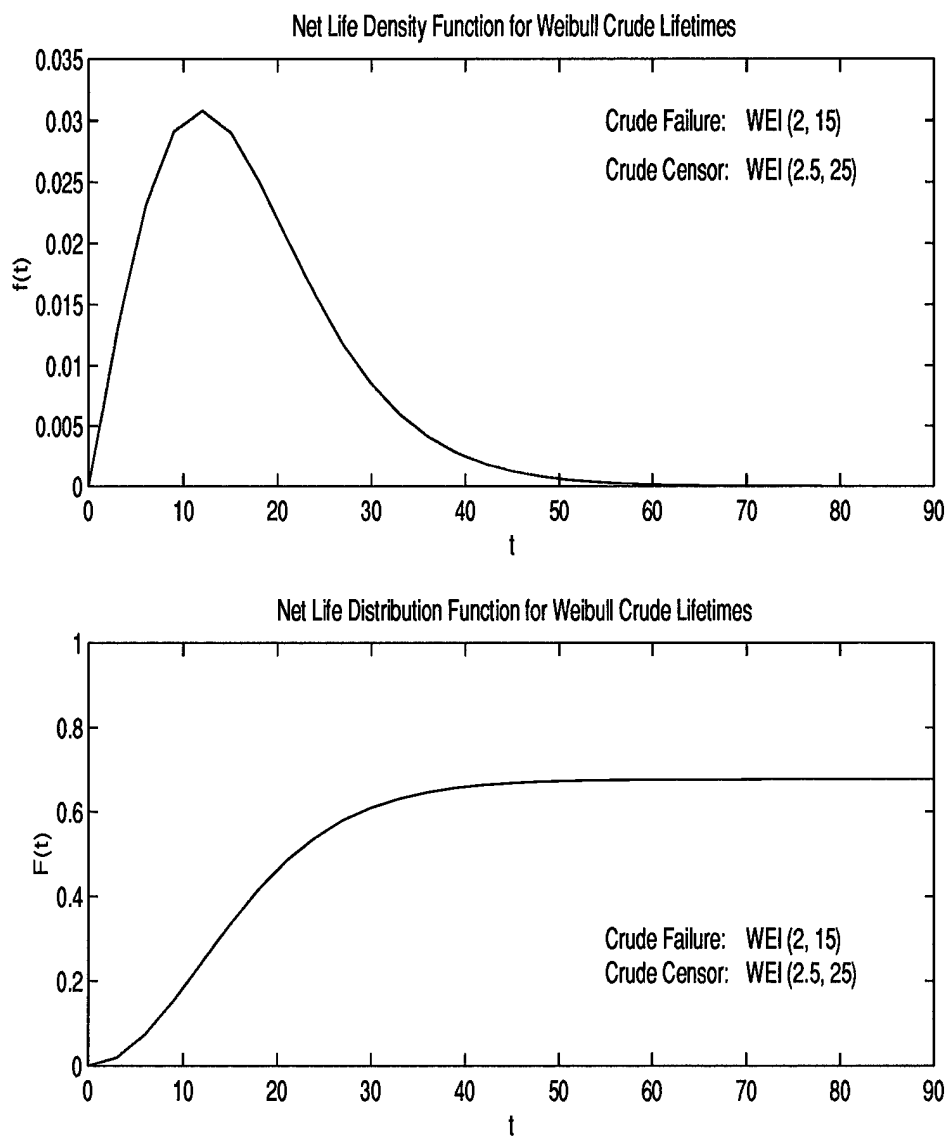 Net Life Density Function for Weibull Crude Lifetimes
0.035
0.03
0.025
0.02
0.015
0.01
0.005
0
f(t)
Crude Failure: WEI (2, 15)
Crude Censor: WEI (2.5, 25)
0 10 20 30 40 50 60 70 80 90
t
Net Life Distribution Function for Weibull Crude Lifetimes
1
0.8
0.6
0.4
0.2
0
F(t)
Crude Failure: WEI (2, 15)
Crude Censor: WEI (2.5, 25)
0 10 20 30 40 50 60 70 80 90
t